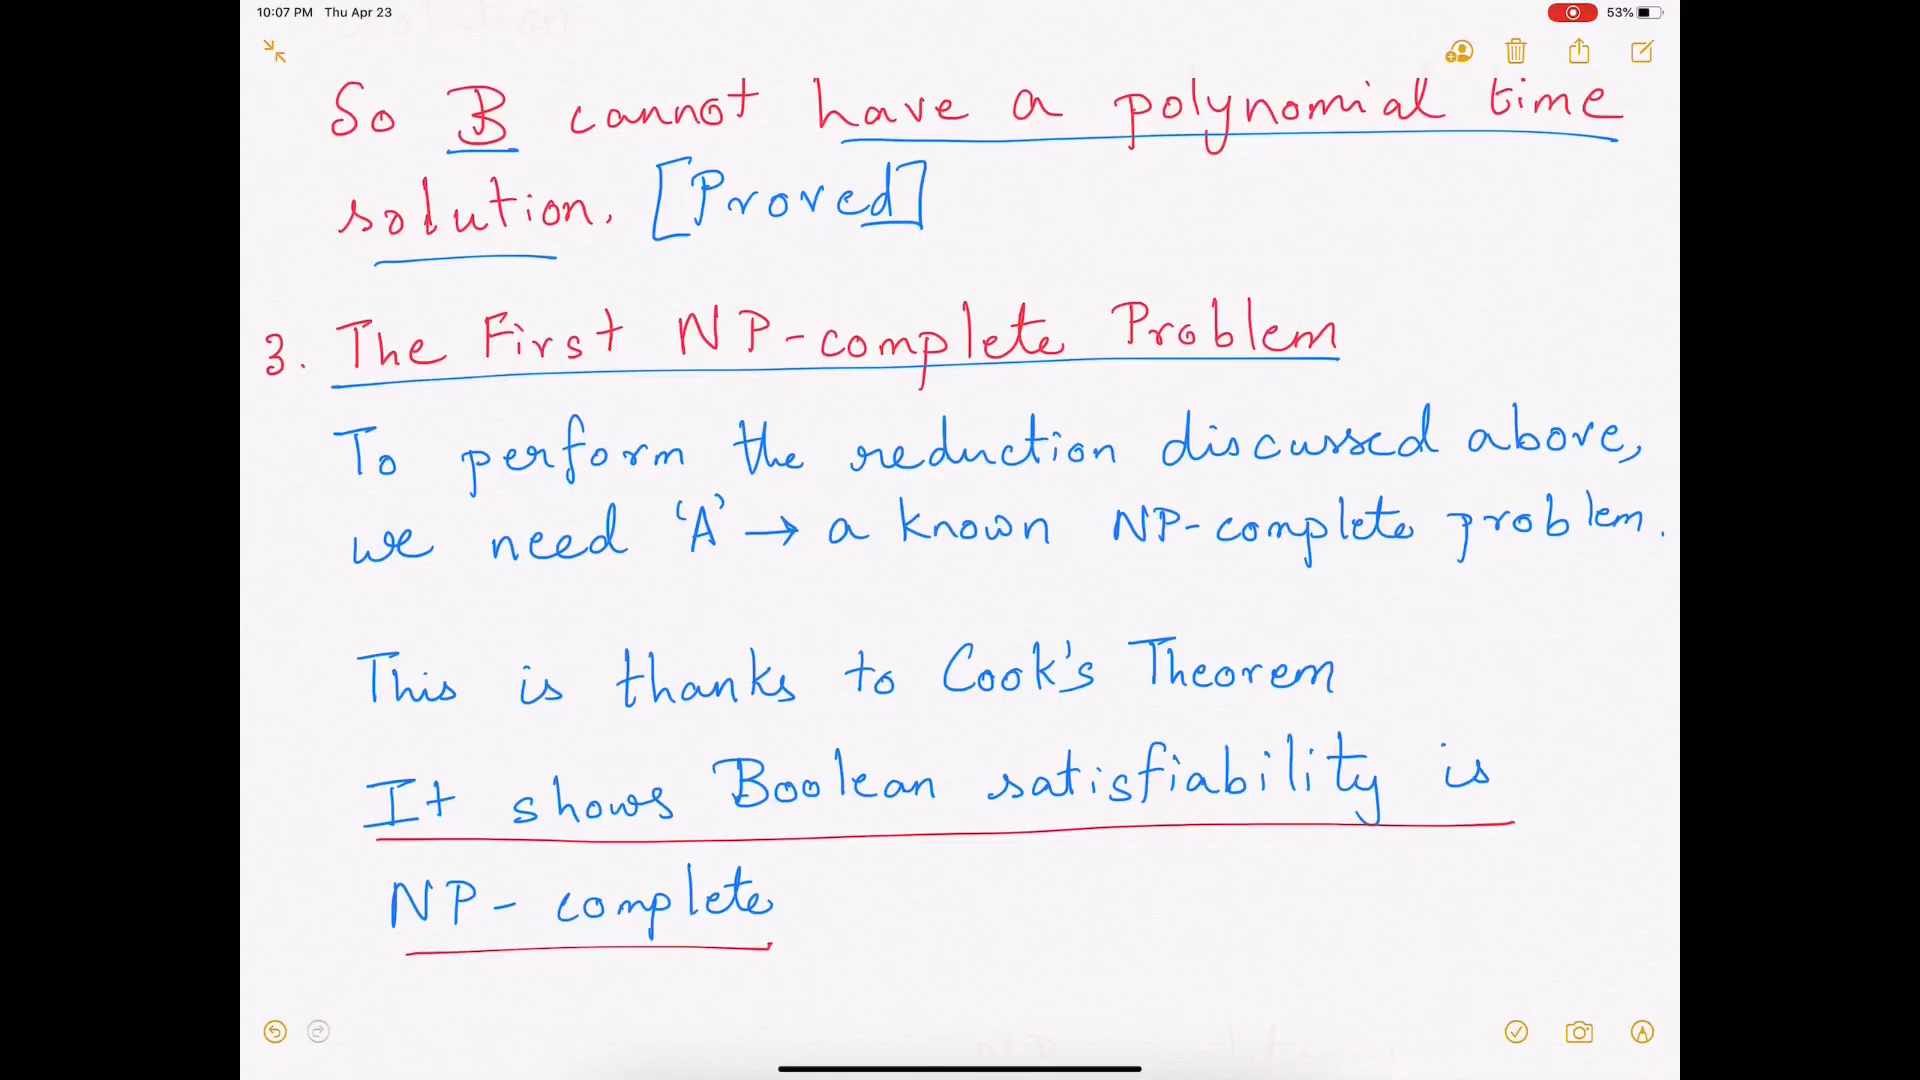 10:07 PM Thu Apr 23
53%
So B cannot have a polynomial time
solution. [Proved]
3. The First NP-complete Problem
To perform the reduction discussed above,
we need 'A' → a known NP-complete problem.
This is thanks to Cook's Theorem
It shows Boolean satisfiability is
NP-complete